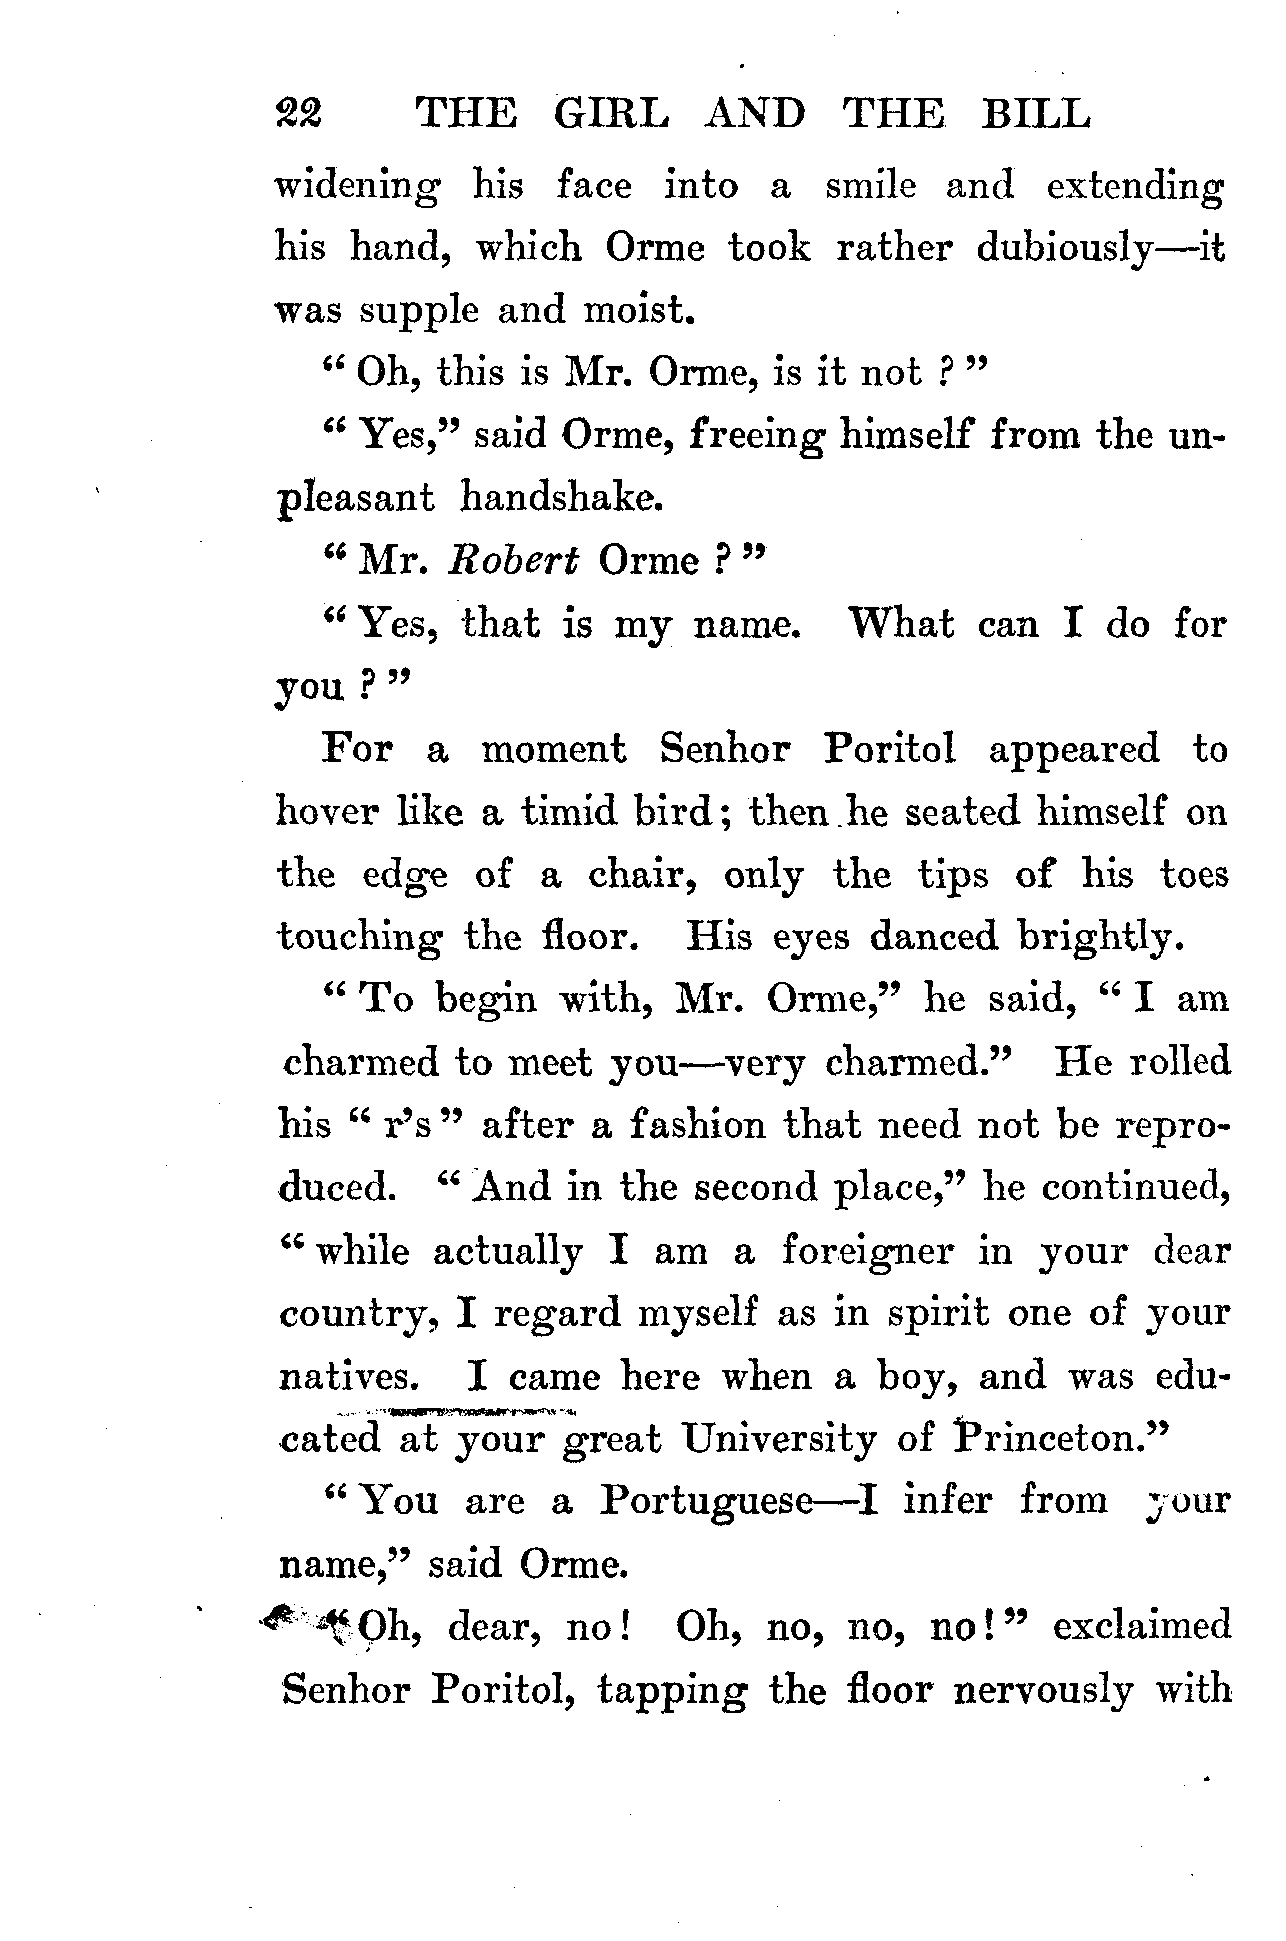 22 THE GIRL AND THE BILL
widening his face into a smile and extending
his hand, which Orme took rather dubiously—it
was supple and moist.
“ Oh, this is Mr. Orme, is it not ? ”
“ Yes,” said Orme, freeing himself from the un-
pleasant handshake.
“ Mr. Robert Orme ? ”
“ Yes, that is my name. What can I do for
you ? ”
For a moment Senhor Poritol appeared to
hover like a timid bird; then he seated himself on
the edge of a chair, only the tips of his toes
touching the floor. His eyes danced brightly.
“ To begin with, Mr. Orme,” he said, “ I am
charmed to meet you—very charmed.” He rolled
his “ r’s ” after a fashion that need not be repro-
duced. “ And in the second place,” he continued,
“ while actually I am a foreigner in your dear
country, I regard myself as in spirit one of your
natives. I came here when a boy, and was edu-
cated at your great University of Princeton.”
“ You are a Portuguese—I infer from your
name,” said Orme.
“ Oh, dear, no! Oh, no, no, no! ” exclaimed
Senhor Poritol, tapping the floor nervously with